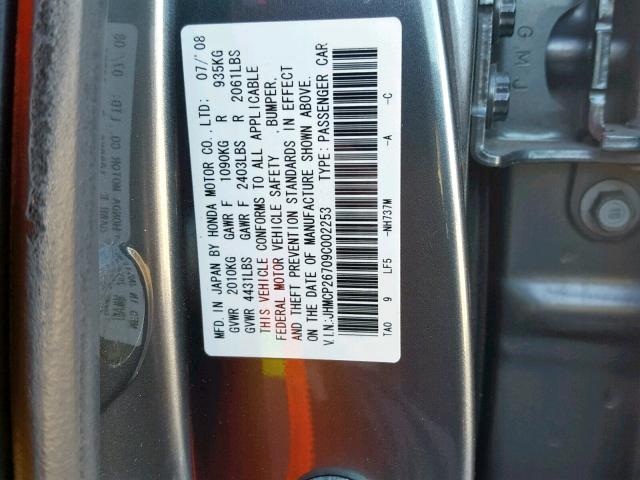 MFD. IN JAPAN BY HONDA MOTOR CO., LTD: 07/'08
GVWR 2010KG GAWR F 1090KG R 935KG
GVWR 4431LBS GAWR F 2403LBS R 2061LBS
THIS VEHICLE CONFORMS TO ALL APPLICABLE
FEDERAL MOTOR VEHICLE SAFETY ,BUMPER,
AND THEFT PREVENTION STANDARDS IN EFFECT
ON THE DATE OF MANUFACTURE SHOWN ABOVE.
V.I.N:JHMCP26709C002253 TYPE: PASSENGER CAR
TA0 9 LF5 -NH737M -A -C
G M J